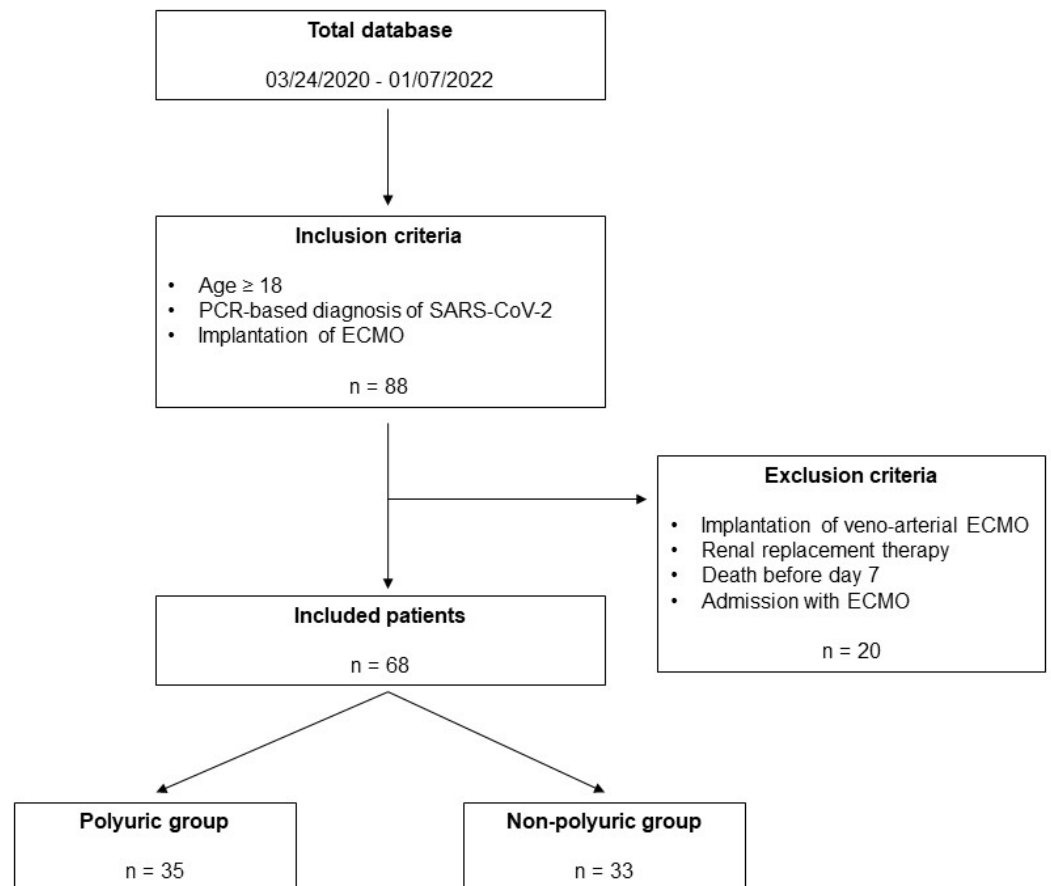 Total database
03/24/2020 - 01/07/2022
Inclusion criteria
• Age ≥ 18
• PCR-based diagnosis of SARS-CoV-2
• Implantation of ECMO
n = 88
Exclusion criteria
• Implantation of veno-arterial ECMO
• Renal replacement therapy
• Death before day 7
• Admission with ECMO
n = 20
Included patients
n = 68
Polyuric group
n = 35
Non-polyuric group
n = 33